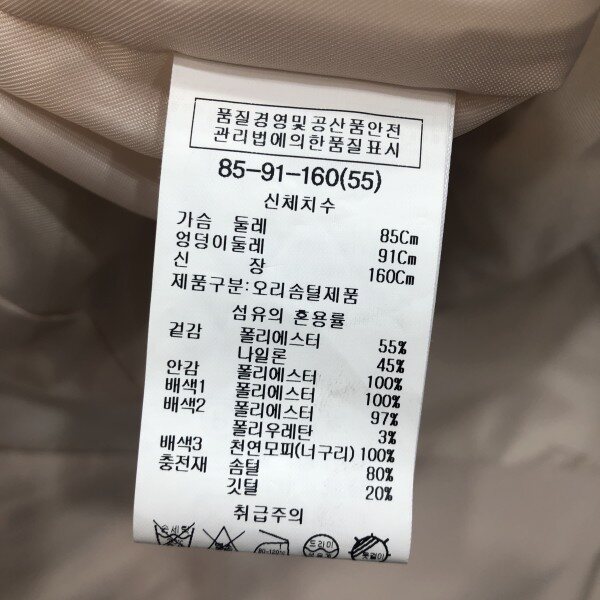 품질경영및공산품안전
관리법에의한품질표시
85-91-160(55)
신체치수
가슴 둘레 85Cm
엉덩이둘레 91Cm
신 장 160Cm
제품구분:오리솜털제품
섬유의 혼용률
겉감 폴리에스터 55%
나일론 45%
안감 폴리에스터 100%
배색1 폴리에스터 100%
배색2 폴리에스터 97%
폴리우레탄 3%
배색3 천연모피(너구리) 100%
충전재 솜털 80%
깃털 20%
취급주의
드라이